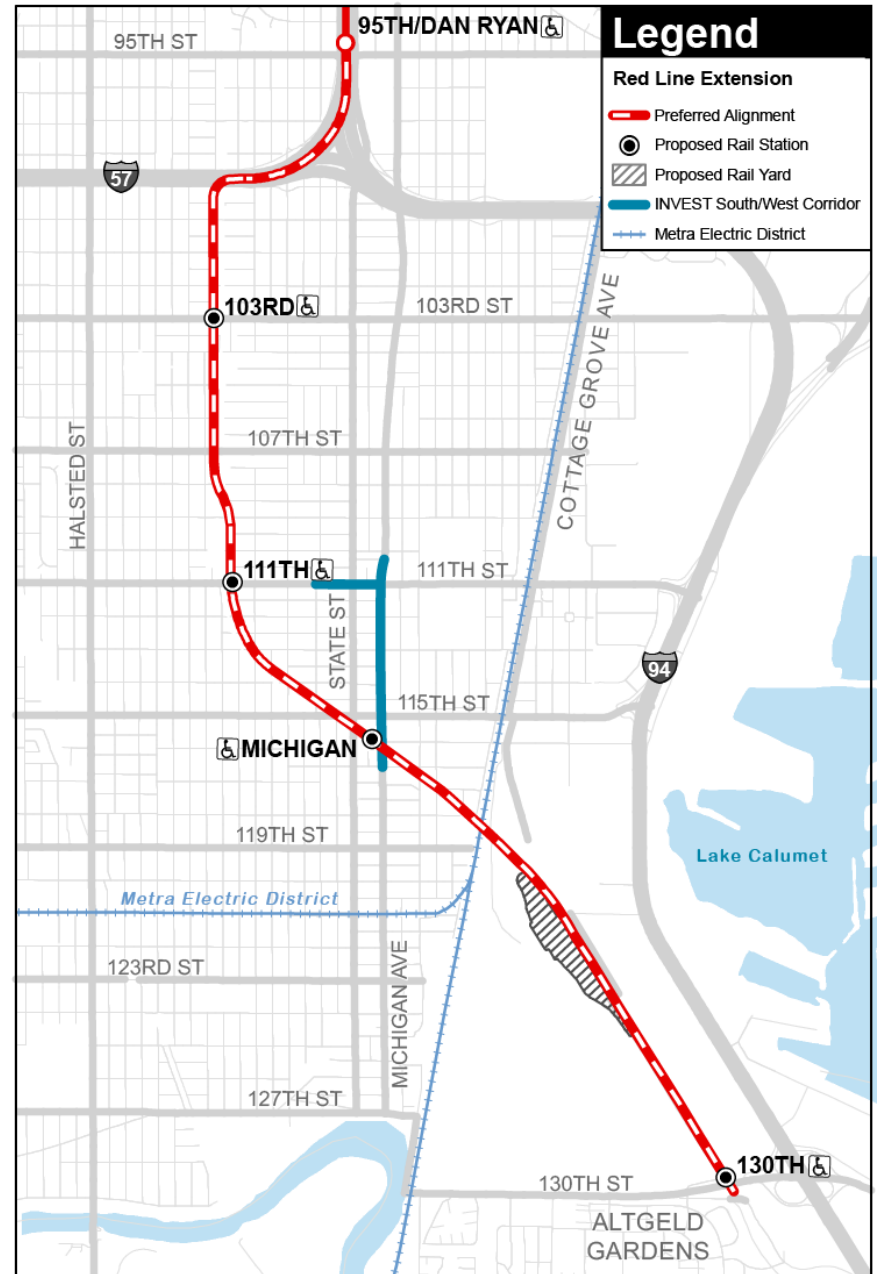 95TH/DAN RYAN
95TH ST
Legend
Red Line Extension
Preferred Alignment
Proposed Rail Station
Proposed Rail Yard
INVEST South/West Corridor
Metra Electric District
57
103RD
103RD ST
COTTAGE GROVE AVE
HALSTED ST
107TH ST
111TH
111TH ST
STATE ST
94
115TH ST
MICHIGAN
119TH ST
Lake Calumet
Metra Electric District
123RD ST
MICHIGAN AVE
127TH ST
130TH
130TH ST
ALTGELD
GARDENS